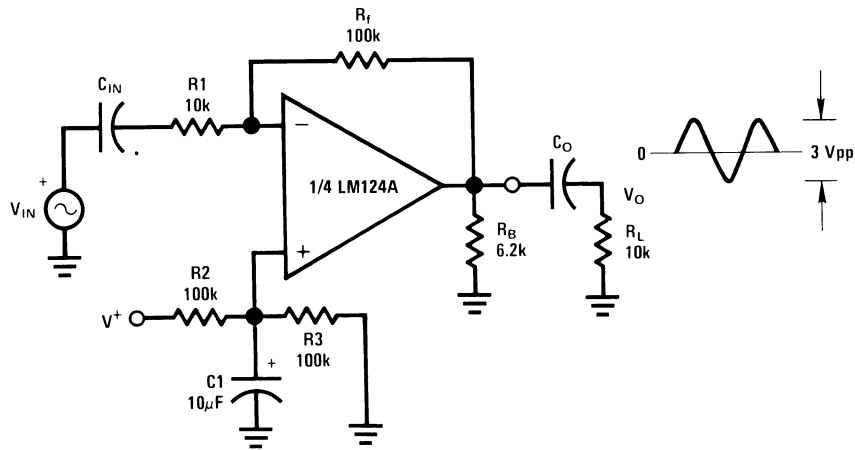 Rf
100k
CIN
R1
10k
+
VIN
−
1/4 LM124A
+
CO
0
3 Vpp
VO
RB
6.2k
RL
10k
R2
100k
V+
R3
100k
+
C1
10μF